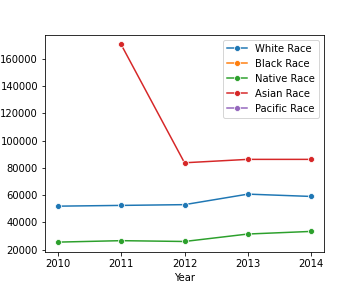 White Race
Black Race
Native Race
Asian Race
Pacific Race
160000
140000
120000
100000
80000
60000
40000
20000
2010 2011 2012 2013 2014
Year